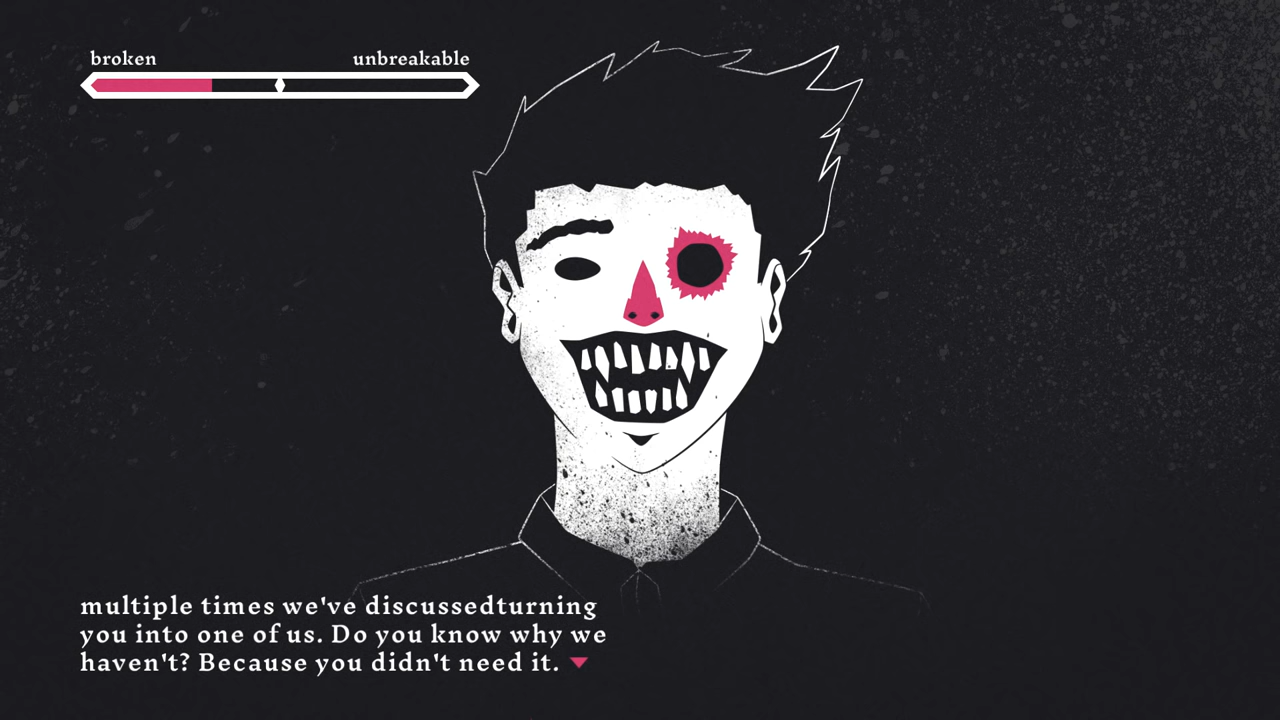 broken unbreakable
multiple times we've discussedturning
you into one of us. Do you know why we
haven't? Because you didn't need it.